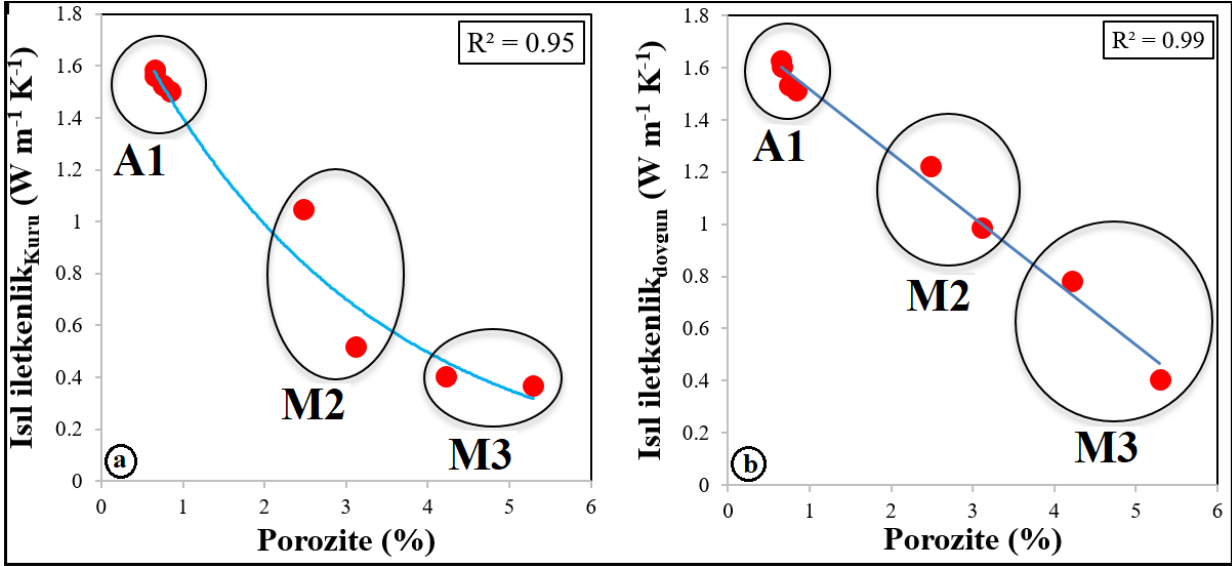 Isıl iletkenlikKuru (W m-1 K-1)
1.8
1.6
1.4
1.2
1
0.8
0.6
0.4
0.2
0
R² = 0.95
A1
M2
M3
a
0 1 2 3 4 5 6
Porozite (%)
Isıl iletkenlikdovgun (W m-1 K-1)
1.8
1.6
1.4
1.2
1
0.8
0.6
0.4
0.2
0
R² = 0.99
A1
M2
M3
b
0 1 2 3 4 5 6
Porozite (%)